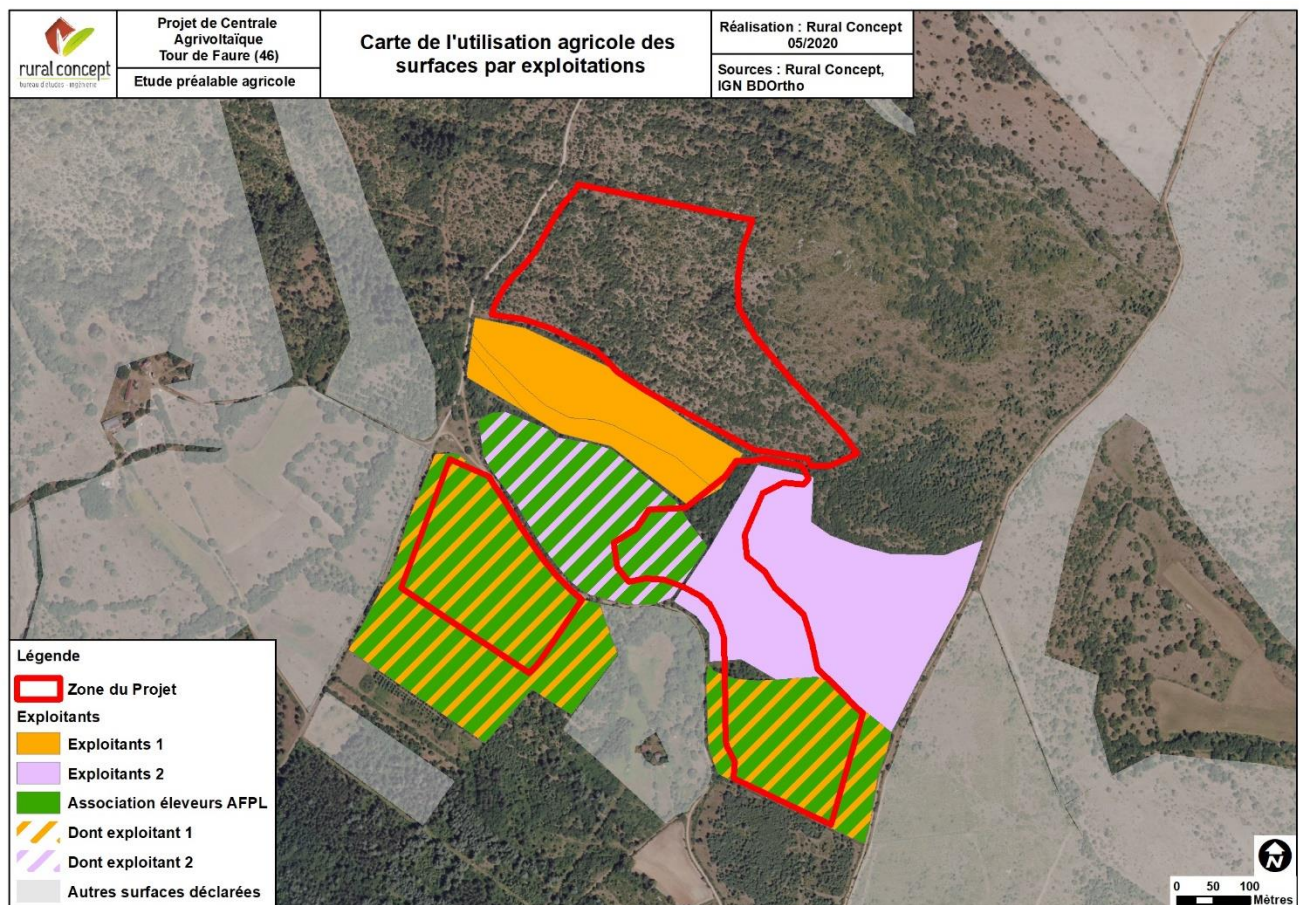 rural concept
bureau d'études - ingénierie
Projet de Centrale
Agrivoltaïque
Tour de Faure (46)
Etude préalable agricole
Carte de l'utilisation agricole des
surfaces par exploitations
Réalisation : Rural Concept
05/2020
Sources : Rural Concept,
IGN BDOrtho
Légende
Zone du Projet
Exploitants
Exploitants 1
Exploitants 2
Association éleveurs AFPL
Dont exploitant 1
Dont exploitant 2
Autres surfaces déclarées
N
0 50 100
Mètres